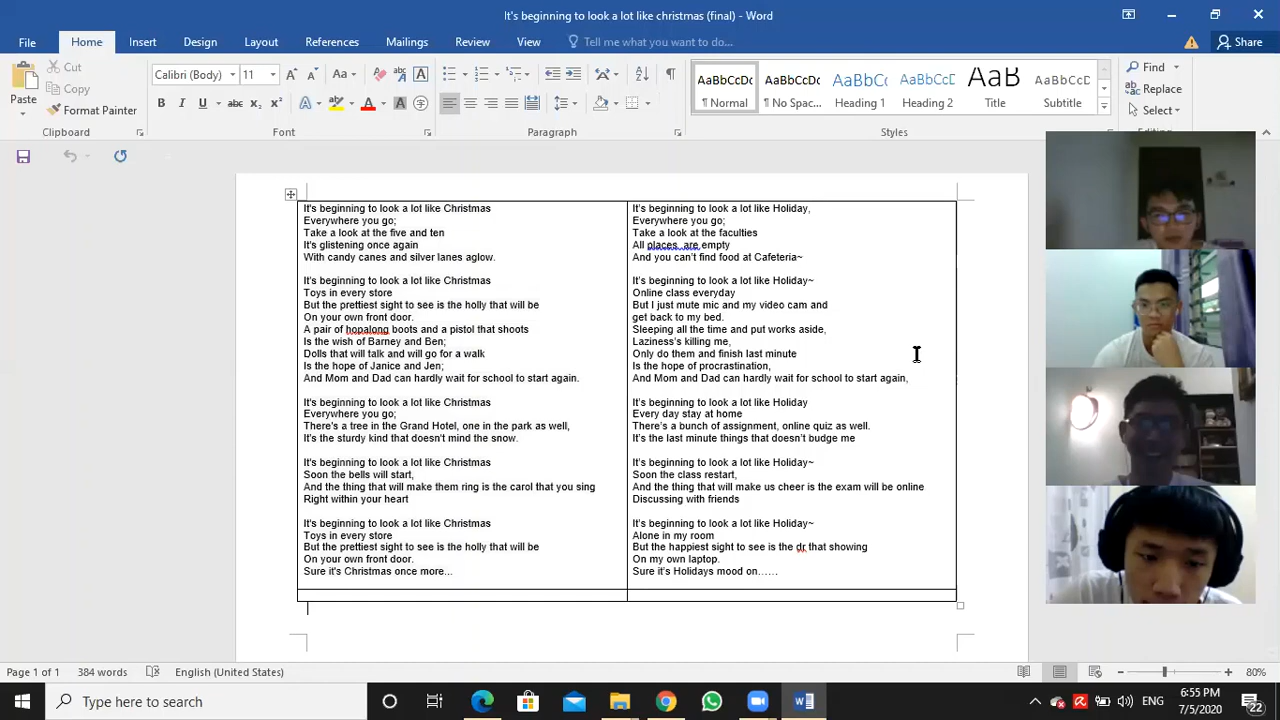 It's beginning to look a lot like christmas (final) - Word
File Home Insert Design Layout References Mailings Review View Tell me what you want to do... Share
Paste
Cut
Copy
Format Painter
Clipboard
Calibri (Body) 11
Font
Paragraph
AaBbCcDc AaBbCcDc AaBbCc AaBbCcD AaB AaBbCcD
¶ Normal ¶ No Spac... Heading 1 Heading 2 Title Subtitle
Styles
Find
Replace
Select
Editing
It's beginning to look a lot like Christmas
Everywhere you go;
Take a look at the five and ten
It's glistening once again
With candy canes and silver lanes aglow.
It's beginning to look a lot like Christmas
Toys in every store
But the prettiest sight to see is the holly that will be
On your own front door.
A pair of hopalong boots and a pistol that shoots
Is the wish of Barney and Ben;
Dolls that will talk and will go for a walk
Is the hope of Janice and Jen;
And Mom and Dad can hardly wait for school to start again.
It's beginning to look a lot like Christmas
Everywhere you go;
There's a tree in the Grand Hotel, one in the park as well,
It's the sturdy kind that doesn't mind the snow.
It's beginning to look a lot like Christmas
Soon the bells will start,
And the thing that will make them ring is the carol that you sing
Right within your heart
It's beginning to look a lot like Christmas
Toys in every store
But the prettiest sight to see is the holly that will be
On your own front door.
Sure it's Christmas once more...
It's beginning to look a lot like Holiday,
Everywhere you go;
Take a look at the faculties
All places are empty
And you can't find food at Cafeteria~
It's beginning to look a lot like Holiday~
Online class everyday
But I just mute mic and my video cam and
get back to my bed.
Sleeping all the time and put works aside,
Laziness's killing me,
Only do them and finish last minute
Is the hope of procrastination,
And Mom and Dad can hardly wait for school to start again,
It's beginning to look a lot like Holiday
Every day stay at home
There's a bunch of assignment, online quiz as well.
It's the last minute things that doesn't budge me
It's beginning to look a lot like Holiday~
Soon the class restart,
And the thing that will make us cheer is the exam will be online
Discussing with friends
It's beginning to look a lot like Holiday~
Alone in my room
But the happiest sight to see is the dr that showing
On my own laptop.
Sure it's Holidays mood on……
Page 1 of 1 384 words English (United States) 80%
Type here to search
ENG
6:55 PM
7/5/2020
22